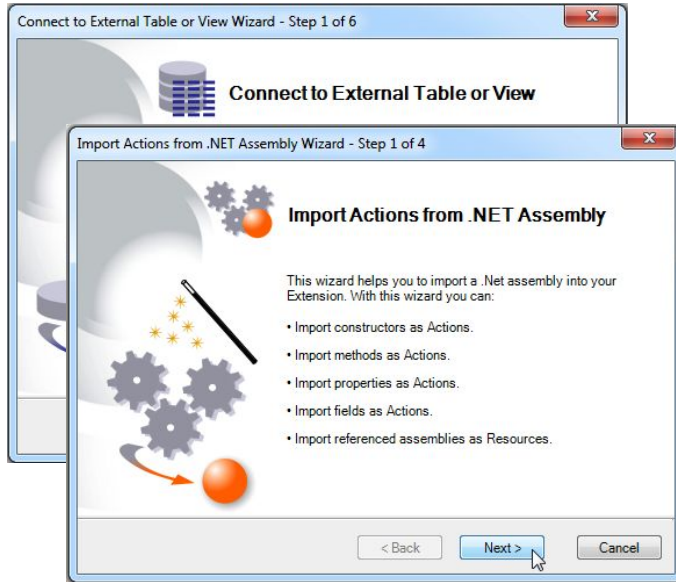 Connect to External Table or View Wizard - Step 1 of 6
Connect to External Table or View
Import Actions from .NET Assembly Wizard - Step 1 of 4
Import Actions from .NET Assembly
This wizard helps you to import a .Net assembly into your
Extension. With this wizard you can:
• Import constructors as Actions.
• Import methods as Actions.
• Import properties as Actions.
• Import fields as Actions.
• Import referenced assemblies as Resources.
< Back Next > Cancel